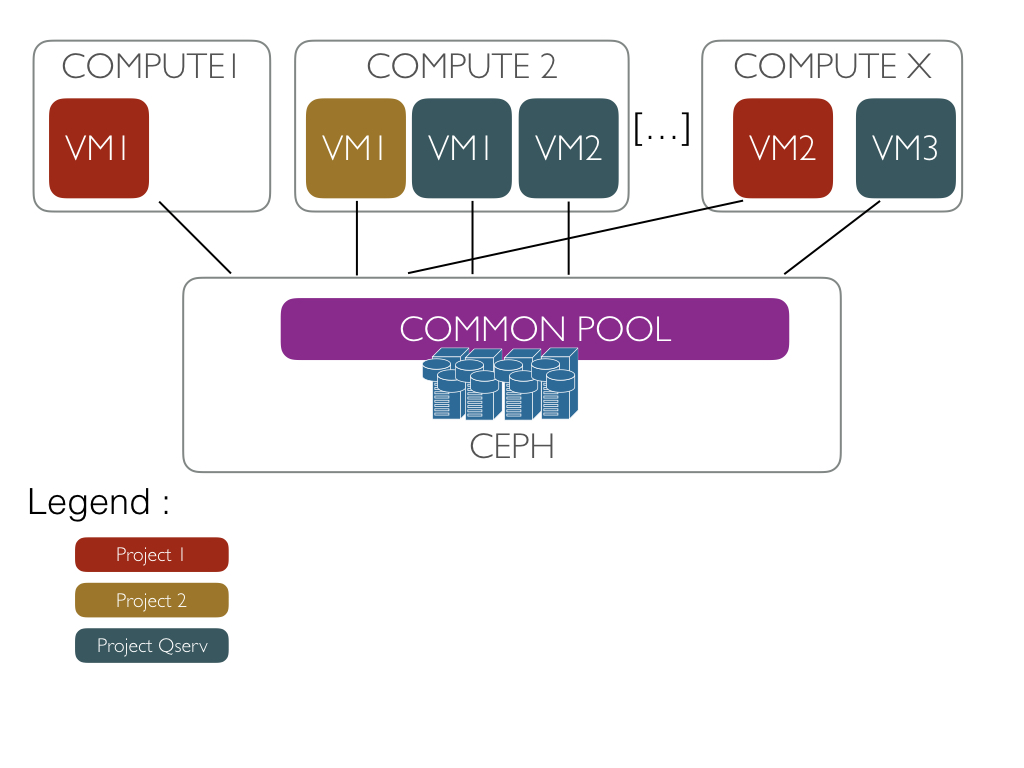 COMPUTE1
COMPUTE 2
COMPUTE X
VM1
VM1
VM1
VM2
[...]
VM2
VM3
COMMON POOL
CEPH
Legend :
Project 1
Project 2
Project Qserv